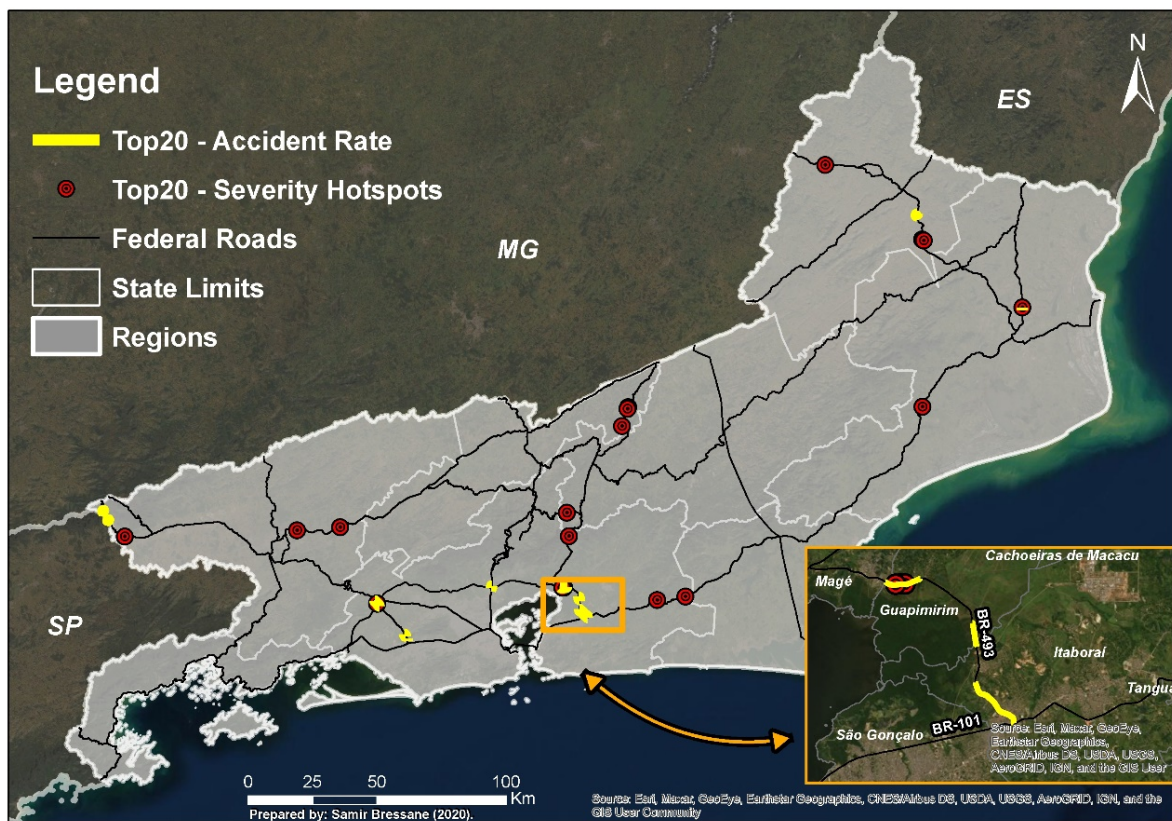 N
Legend
ES
Top20 - Accident Rate
Top20 - Severity Hotspots
Federal Roads
MG
State Limits
Regions
SP
Cachoeiras de Macacu
Magé
Guapimirim
BR-493
Itaboraí
Tanguá
BR-101
São Gonçalo
Source: Esri, Maxar, GeoEye,
Earthstar Geographics,
CNES/Airbus DS, USDA, USGS,
AeroGRID, IGN, and the GIS User
0 25 50 100
Km
Prepared by: Samir Bressane (2020).
Source: Esri, Maxar, GeoEye, Earthstar Geographics, CNES/Airbus DS, USDA, USGS, AeroGRID, IGN, and the
GIS User Community